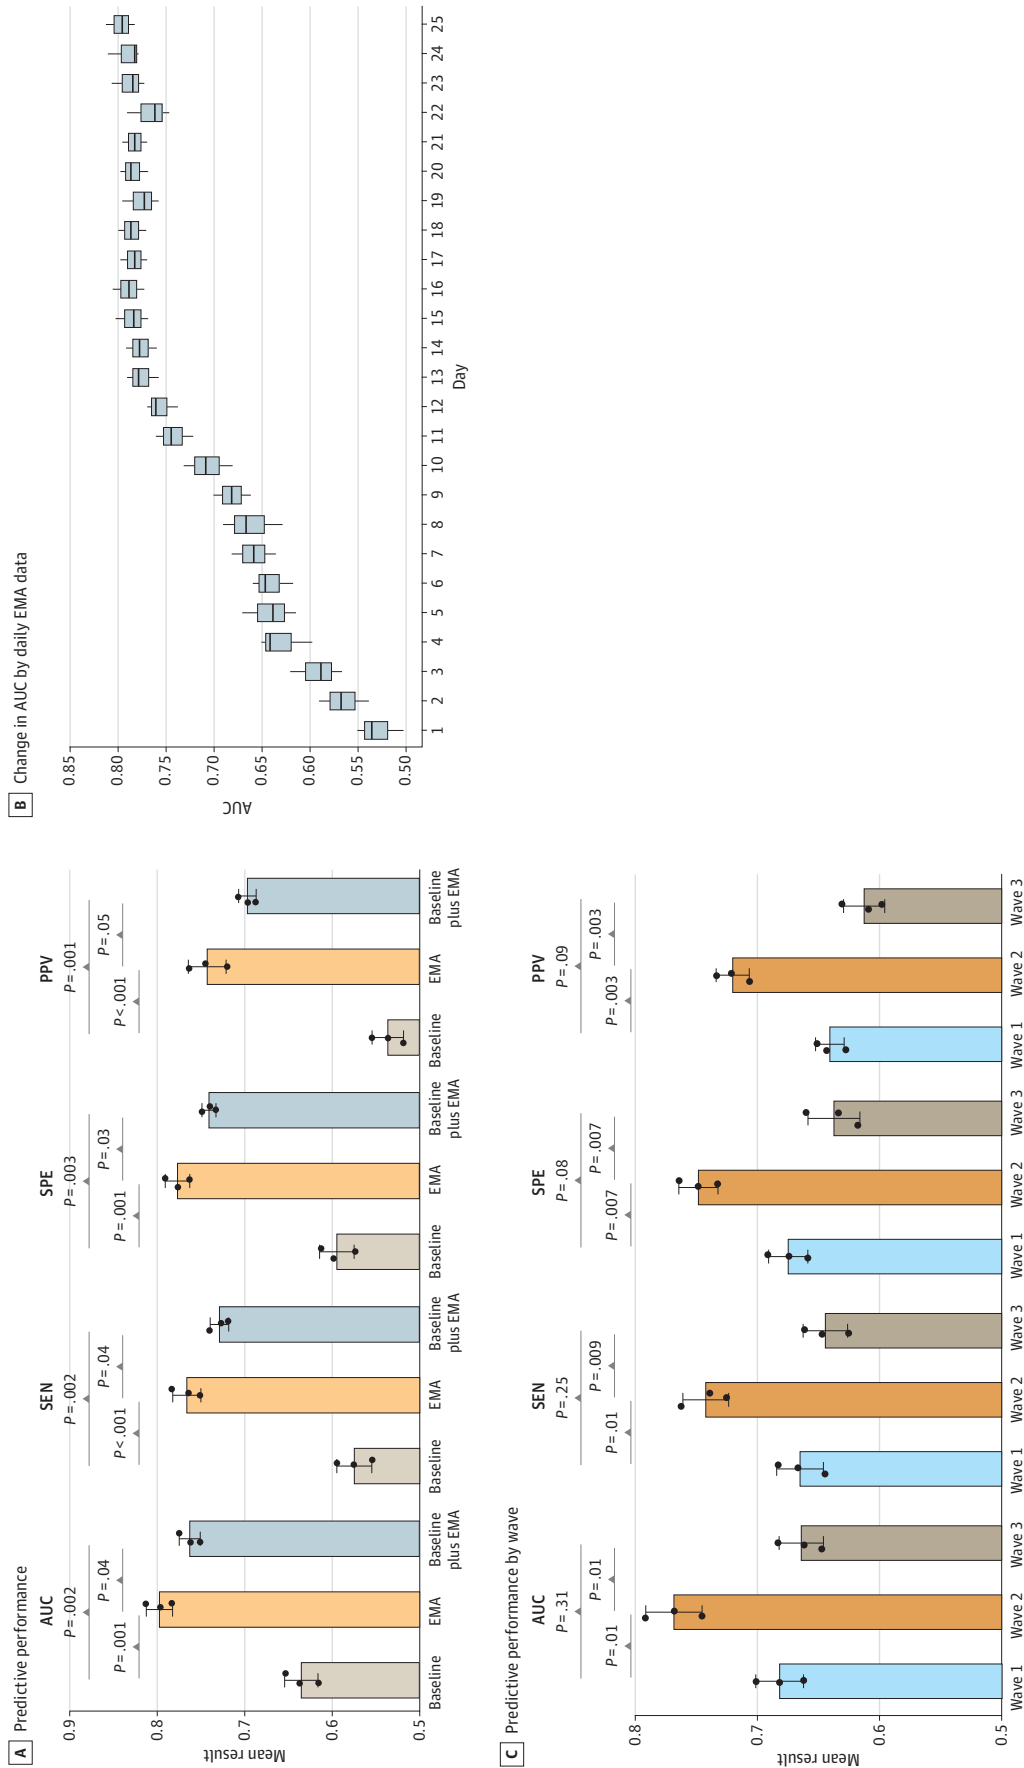 A Predictive performance
AUC
SEN
SPE
PPV
P=.002
P=.002
P=.003
P=.001
P=.001
P=.04
P<.001
P=.04
P=.001
P=.03
P<.001
P=.05
0.9
0.8
0.7
0.6
0.5
Mean result
Baseline
EMA
Baseline
plus EMA
Baseline
EMA
Baseline
plus EMA
Baseline
EMA
Baseline
plus EMA
Baseline
EMA
Baseline
plus EMA
B Change in AUC by daily EMA data
0.85
0.80
0.75
0.70
0.65
0.60
0.55
0.50
AUC
1 2 3 4 5 6 7 8 9 10 11 12 13 14 15 16 17 18 19 20 21 22 23 24 25
Day
C Predictive performance by wave
AUC
SEN
SPE
PPV
P=.31
P=.25
P=.08
P=.09
P=.01
P=.01
P=.01
P=.009
P=.007
P=.007
P=.003
P=.003
0.8
0.7
0.6
0.5
Mean result
Wave 1
Wave 2
Wave 3
Wave 1
Wave 2
Wave 3
Wave 1
Wave 2
Wave 3
Wave 1
Wave 2
Wave 3